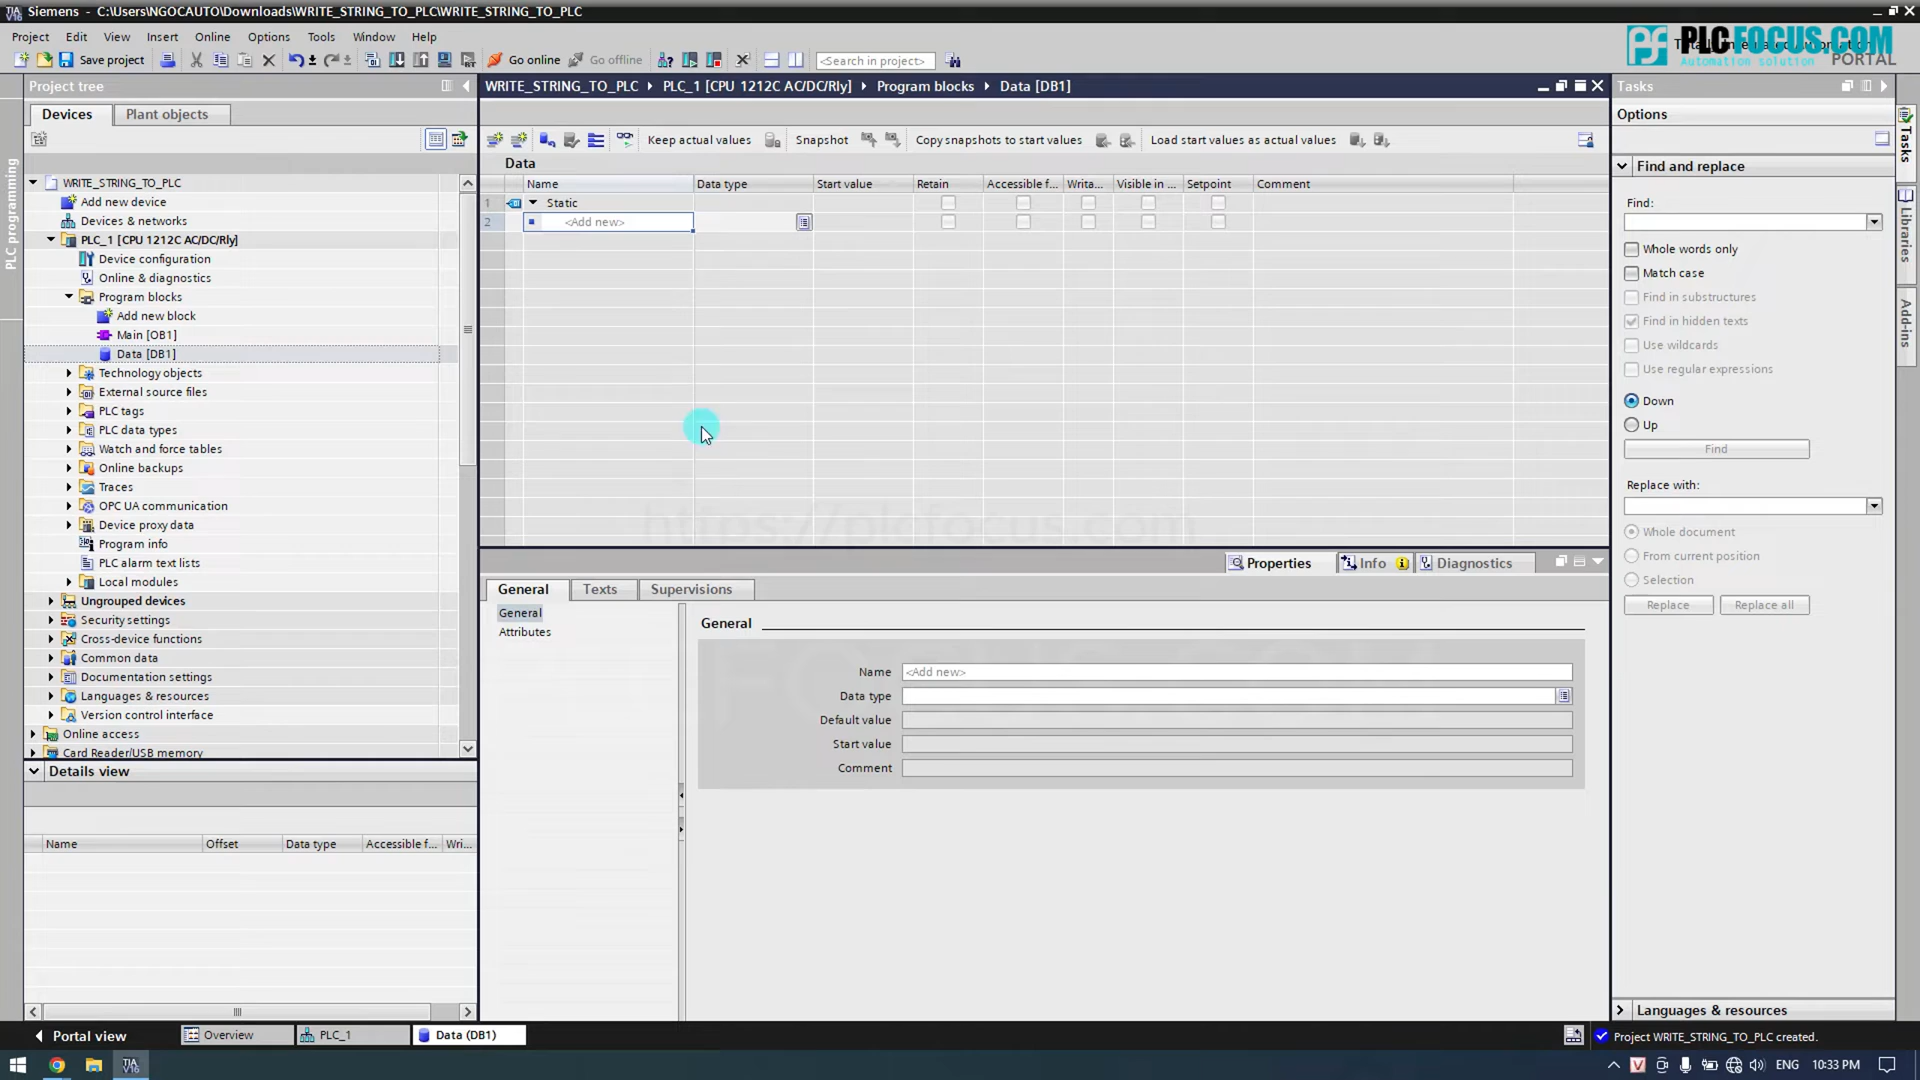 Siemens - C:\Users\NGOCAUTO\Downloads\WRITE_STRING_TO_PLC\WRITE_STRING_TO_PLC
Project Edit View Insert Online Options Tools Window Help
PLCFOCUS.COM
Automation solution
PORTAL
Save project
Go online
Go offline
<Search in project>
Project tree
WRITE_STRING_TO_PLC PLC_1 [CPU 1212C AC/DC/Rly] Program blocks Data [DB1]
Tasks
Devices
Plant objects
Options
Keep actual values
Snapshot
Copy snapshots to start values
Load start values as actual values
Data
Name Data type Start value Retain Accessible f... Writa... Visible in ... Setpoint Comment
1 Static
2 <Add new>
WRITE_STRING_TO_PLC
Add new device
Devices & networks
PLC_1 [CPU 1212C AC/DC/Rly]
Device configuration
Online & diagnostics
Program blocks
Add new block
Main [OB1]
Data [DB1]
Technology objects
External source files
PLC tags
PLC data types
Watch and force tables
Online backups
Traces
OPC UA communication
Device proxy data
Program info
PLC alarm text lists
Local modules
Ungrouped devices
Security settings
Cross-device functions
Common data
Documentation settings
Languages & resources
Version control interface
Online access
Card Reader/USB memory
PLC programming
Find and replace
Find:
Whole words only
Match case
Find in substructures
Find in hidden texts
Use wildcards
Use regular expressions
Down
Up
Find
Replace with:
Whole document
From current position
Selection
Replace
Replace all
Languages & resources
Tasks
Libraries
Add-ins
https://plcfocus.com
Properties
Info
Diagnostics
General
Texts
Supervisions
General
Attributes
General
Name <Add new>
Data type
Default value
Start value
Comment
Details view
Name Offset Data type Accessible f... Wri...
Portal view
Overview
PLC_1
Data (DB1)
Project WRITE_STRING_TO_PLC created.
TIA
V16
ENG
10:33 PM